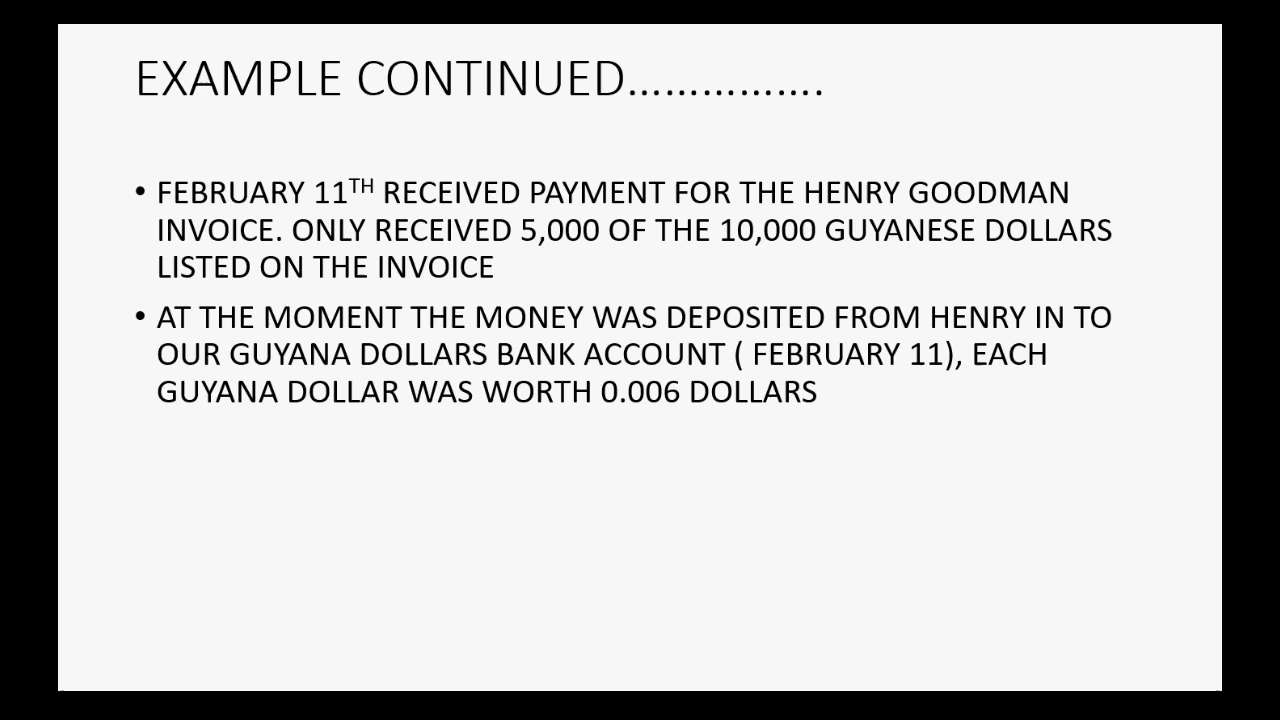 EXAMPLE CONTINUED…………….
• FEBRUARY 11TH RECEIVED PAYMENT FOR THE HENRY GOODMAN
INVOICE. ONLY RECEIVED 5,000 OF THE 10,000 GUYANESE DOLLARS
LISTED ON THE INVOICE
• AT THE MOMENT THE MONEY WAS DEPOSITED FROM HENRY IN TO
OUR GUYANA DOLLARS BANK ACCOUNT ( FEBRUARY 11), EACH
GUYANA DOLLAR WAS WORTH 0.006 DOLLARS